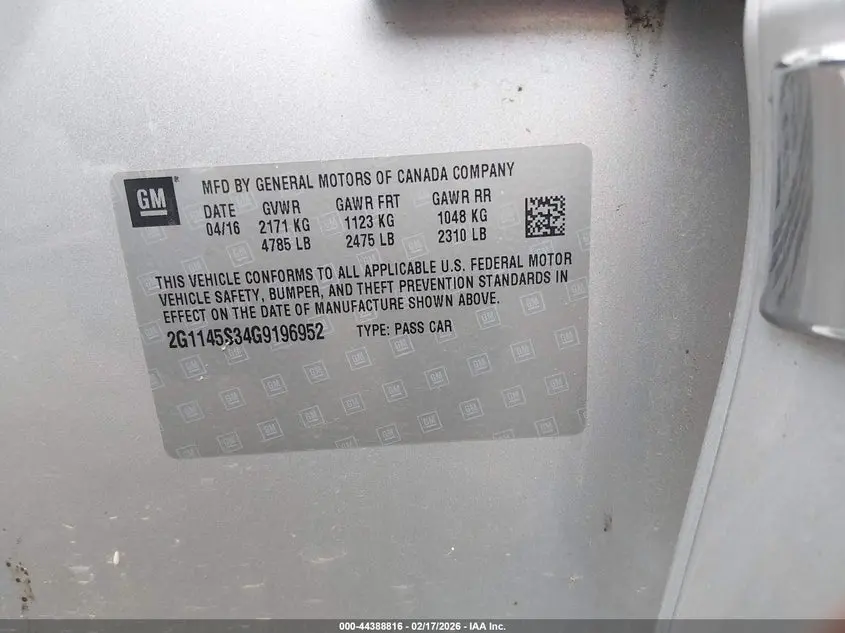 GM
MFD BY GENERAL MOTORS OF CANADA COMPANY
DATE GVWR GAWR FRT GAWR RR
04/16 2171 KG 1123 KG 1048 KG
4785 LB 2475 LB 2310 LB
THIS VEHICLE CONFORMS TO ALL APPLICABLE U.S. FEDERAL MOTOR
VEHICLE SAFETY, BUMPER, AND THEFT PREVENTION STANDARDS IN
EFFECT ON THE DATE OF MANUFACTURE SHOWN ABOVE.
2G1145S34G9196952 TYPE: PASS CAR
000-44388816 - 02/17/2026 - IAA Inc.